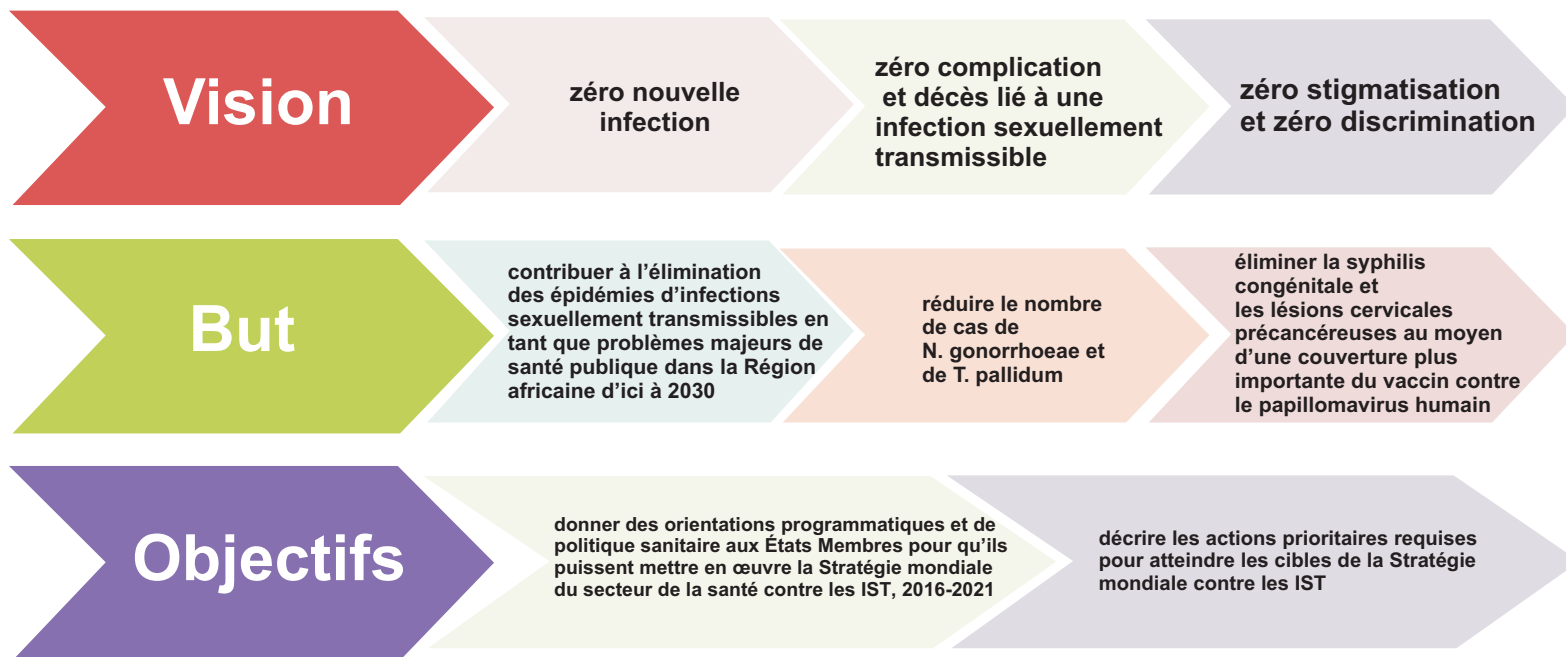 Vision
zéro nouvelle
infection
zéro complication
et décès lié à une
infection sexuellement
transmissible
zéro stigmatisation
et zéro discrimination
But
contribuer à l’élimination
des épidémies d’infections
sexuellement transmissibles en
tant que problèmes majeurs de
santé publique dans la Région
africaine d’ici à 2030
réduire le nombre
de cas de
N. gonorrhoeae et
de T. pallidum
éliminer la syphilis
congénitale et
les lésions cervicales
précancéreuses au moyen
d’une couverture plus
importante du vaccin contre
le papillomavirus humain
Objectifs
donner des orientations programmatiques et de
politique sanitaire aux États Membres pour qu’ils
puissent mettre en œuvre la Stratégie mondiale
du secteur de la santé contre les IST, 2016-2021
décrire les actions prioritaires requises
pour atteindre les cibles de la Stratégie
mondiale contre les IST